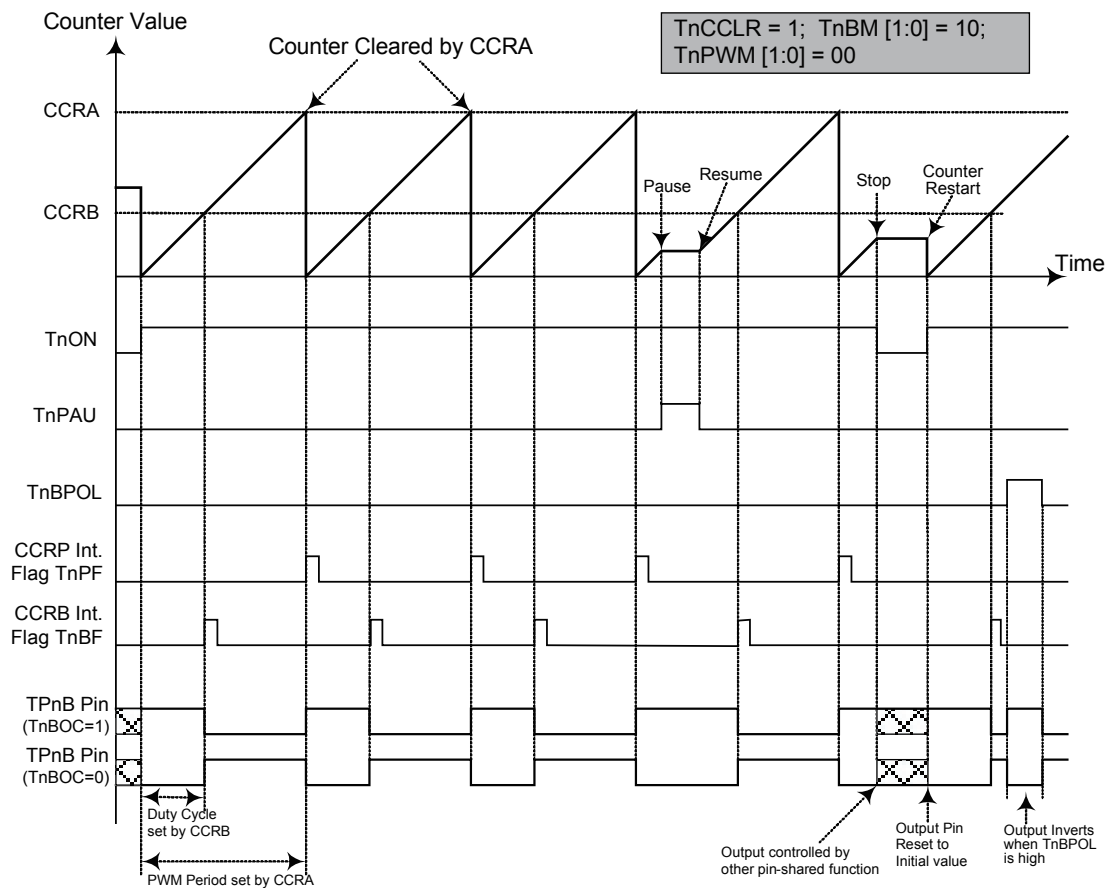 Counter Value
TnCCLR = 1; TnBM [1:0] = 10;
TnPWM [1:0] = 00
Counter Cleared by CCRA
CCRA
Pause
Resume
Stop
Counter
Restart
CCRB
Time
TnON
TnPAU
TnBPOL
CCRP Int.
Flag TnPF
CCRB Int.
Flag TnBF
TPnB Pin
(TnBOC=1)
TPnB Pin
(TnBOC=0)
Duty Cycle
set by CCRB
PWM Period set by CCRA
Output controlled by
other pin-shared function
Output Pin
Reset to
Initial value
Output Inverts
when TnBPOL
is high